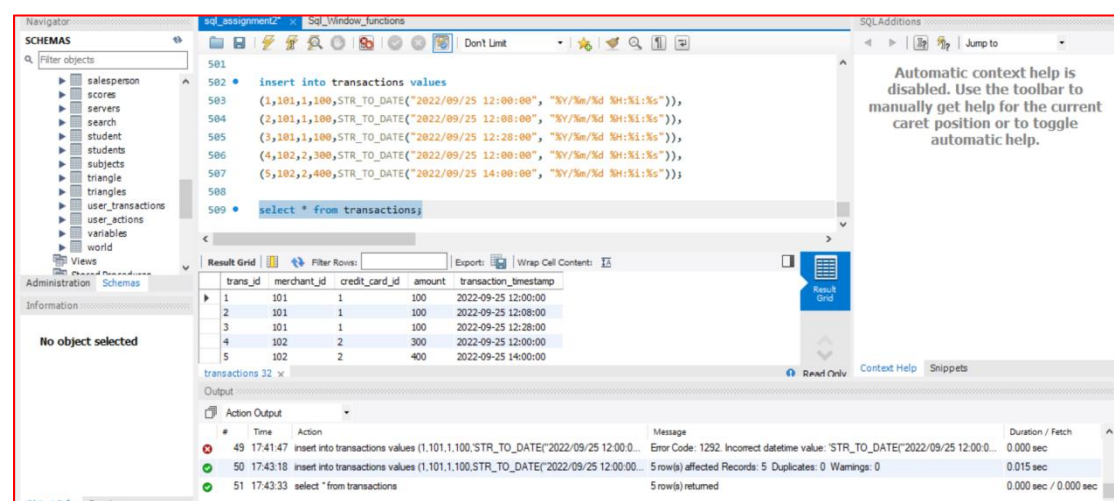 Navigator
SCHEMAS
Filter objects
salesperson
scores
servers
search
student
students
subjects
triangle
triangles
user_transactions
user_actions
variables
world
Views
Stored Procedures
Administration Schemas
Information
No object selected
sql_assignment2* Sql_Window_functions
Don't Limit
501
502 insert into transactions values
503 (1,101,1,100,STR_TO_DATE("2022/09/25 12:00:00", "%Y/%m/%d %H:%i:%s")),
504 (2,101,1,100,STR_TO_DATE("2022/09/25 12:08:00", "%Y/%m/%d %H:%i:%s")),
505 (3,101,1,100,STR_TO_DATE("2022/09/25 12:28:00", "%Y/%m/%d %H:%i:%s")),
506 (4,102,2,300,STR_TO_DATE("2022/09/25 12:00:00", "%Y/%m/%d %H:%i:%s")),
507 (5,102,2,400,STR_TO_DATE("2022/09/25 14:00:00", "%Y/%m/%d %H:%i:%s"));
508
509 select * from transactions;
Result Grid Filter Rows: Export: Wrap Cell Content:
trans_id merchant_id credit_card_id amount transaction_timestamp
1 101 1 100 2022-09-25 12:00:00
2 101 1 100 2022-09-25 12:08:00
3 101 1 100 2022-09-25 12:28:00
4 102 2 300 2022-09-25 12:00:00
5 102 2 400 2022-09-25 14:00:00
Result
Grid
transactions 32 Read Only
SQLAdditions
Jump to
Automatic context help is
disabled. Use the toolbar to
manually get help for the current
caret position or to toggle
automatic help.
Context Help Snippets
Output
Action Output
# Time Action Message Duration / Fetch
49 17:41:47 insert into transactions values (1,101,1,100,'STR_TO_DATE("2022/09/25 12:00:0... Error Code: 1292. Incorrect datetime value: 'STR_TO_DATE("2022/09/25 12:00:0... 0.000 sec
50 17:43:18 insert into transactions values (1,101,1,100,STR_TO_DATE("2022/09/25 12:00:00... 5 row(s) affected Records: 5 Duplicates: 0 Warnings: 0 0.015 sec
51 17:43:33 select * from transactions 5 row(s) returned 0.000 sec / 0.000 sec